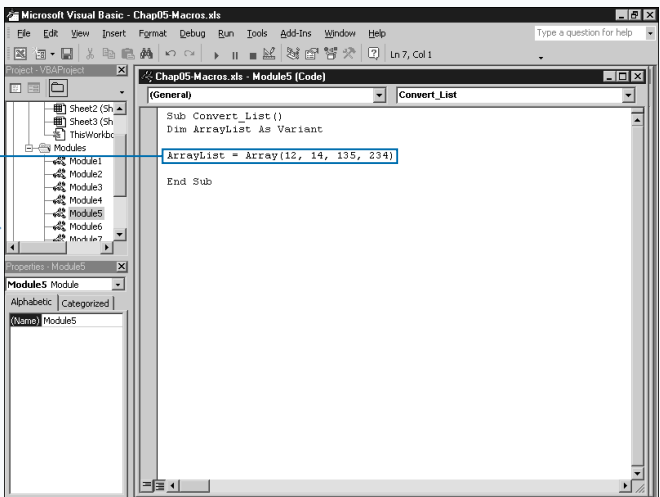 Microsoft Visual Basic - Chap05-Macros.xls
File Edit View Insert Format Debug Run Tools Add-Ins Window Help
Type a question for help
Ln 7, Col 1
Project - VBAProject
Sheet2 (Sh
Sheet3 (Sh
ThisWorkbo
Modules
Module1
Module2
Module3
Module4
Module5
Module6
Module7
Properties - Module5
Module5 Module
Alphabetic Categorized
(Name) Module5
Chap05-Macros.xls - Module5 (Code)
(General) Convert_List
Sub Convert_List()
Dim ArrayList As Variant
ArrayList = Array(12, 14, 135, 234)
End Sub